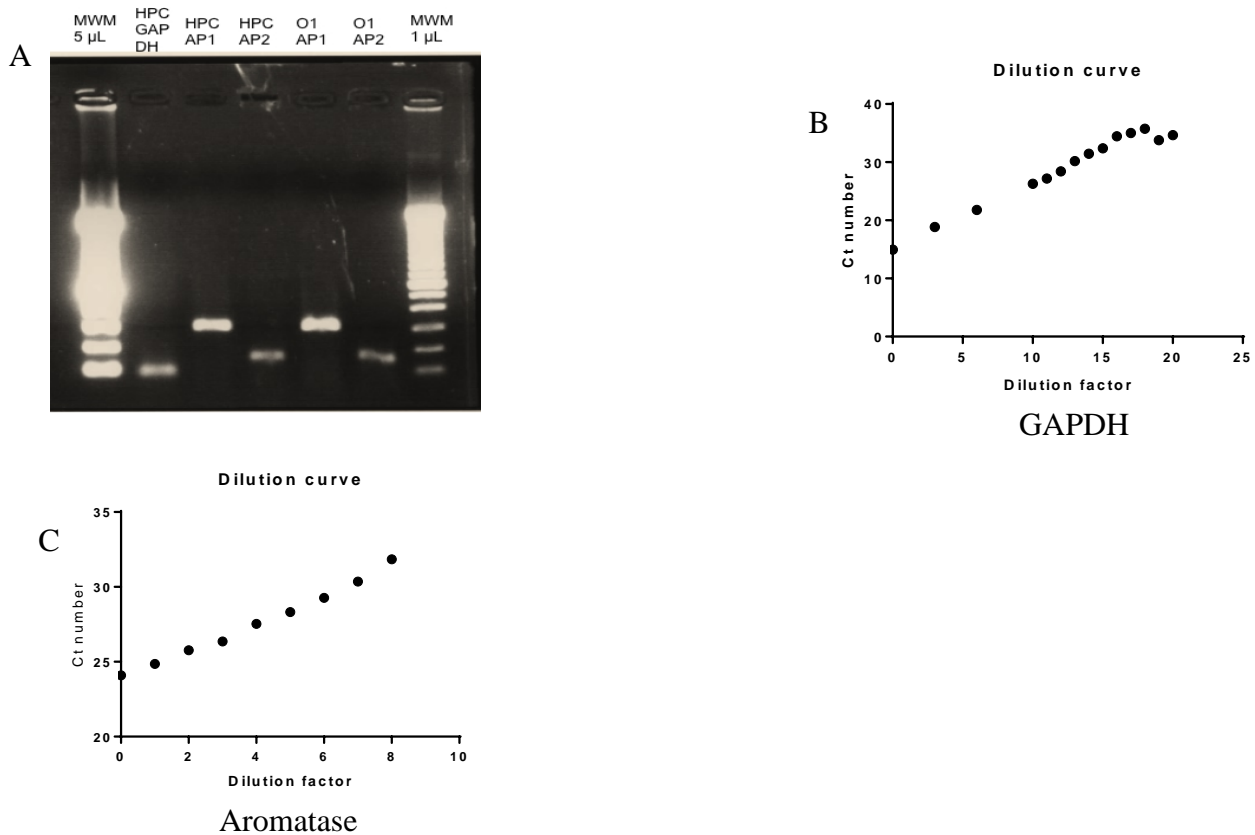 A
MWM HPC HPC HPC O1 O1 MWM
5 µL GAP AP1 AP2 AP1 AP2 1 µL
DH
B
Dilution curve
40
30
20
10
0
Ct number
0 5 10 15 20 25
Dilution factor
GAPDH
C
Dilution curve
35
30
25
20
Ct number
0 2 4 6 8 10
Dilution factor
Aromatase